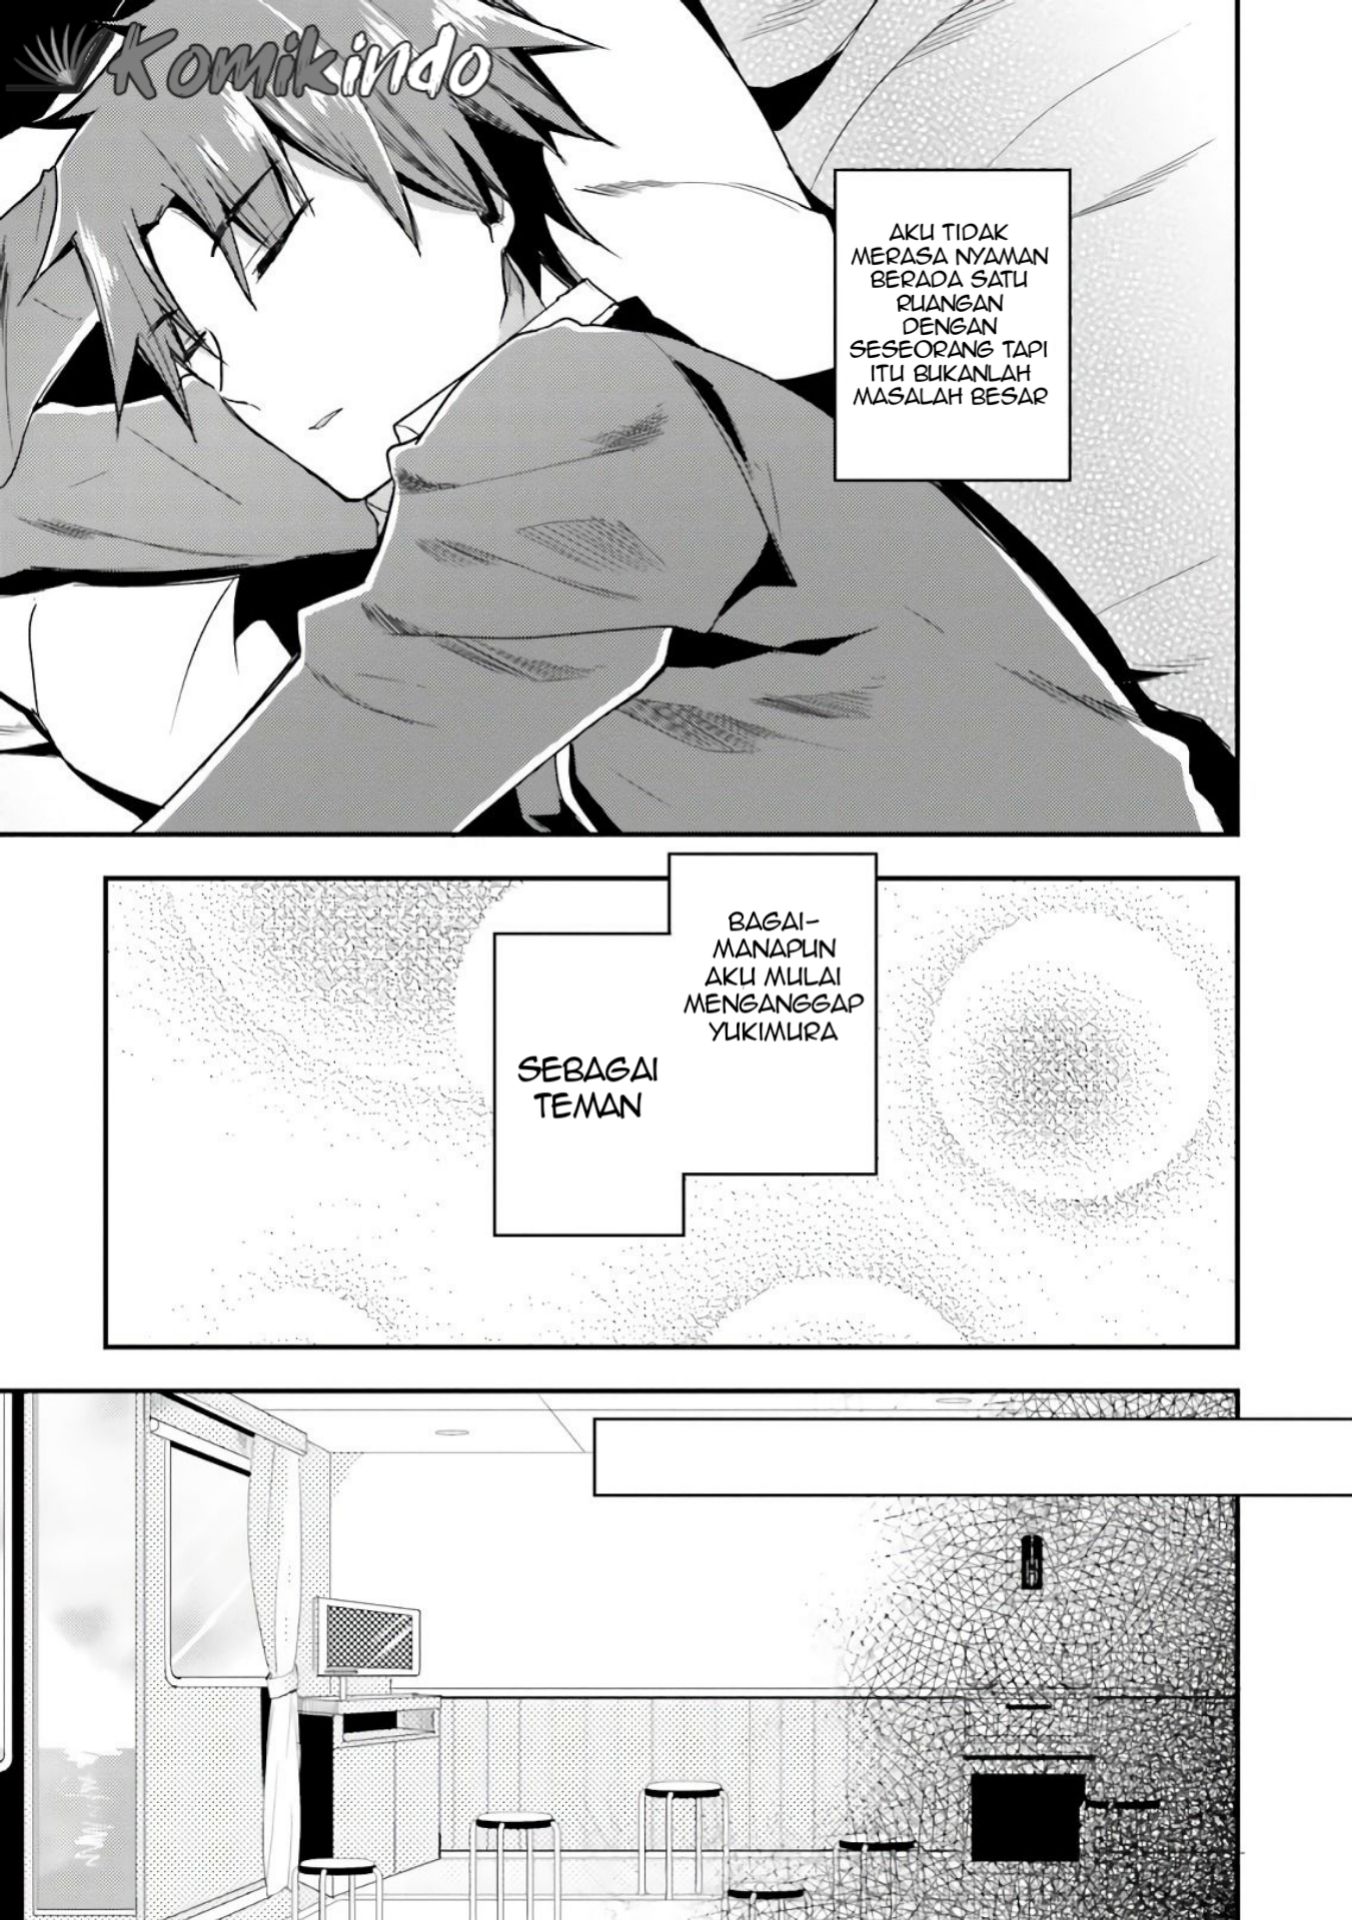 Komikindo
AKU TIDAK
MERASA NYAMAN
BERADA SATU
RUANGAN
DENGAN
SESEORANG TAPI
ITU BUKANLAH
MASALAH BESAR
BAGAI-
MANAPUN
AKU MULAI
MENGANGGAP
YUKIMURA
SEBAGAI
TEMAN